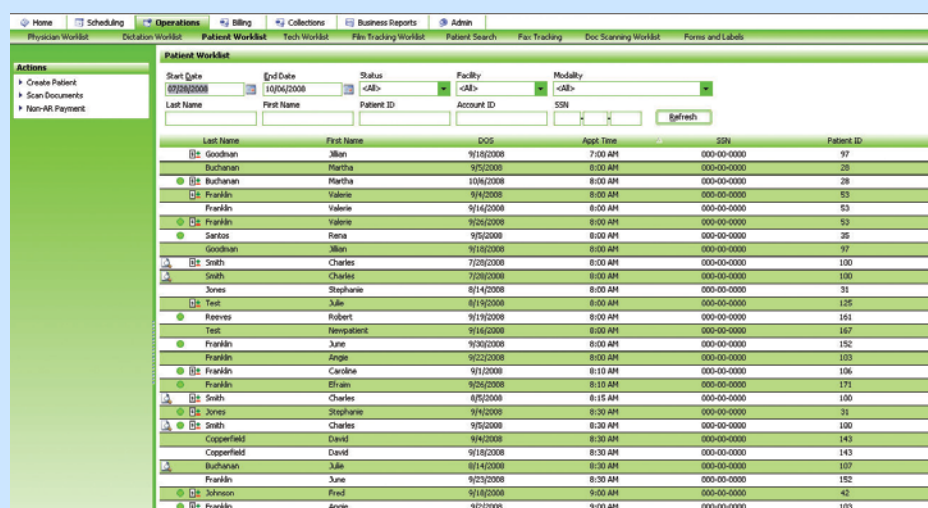 Home Scheduling Operations Billing Collections Business Reports Admin
Physician Worklist Dictation Worklist Patient Worklist Tech Worklist Film Tracking Worklist Patient Search Fax Tracking Doc Scanning Worklist Forms and Labels
Patient Worklist
Actions
Create Patient
Scan Documents
Non-AR Payment
Start Date End Date Status Facility Modality
07/28/2008 10/06/2008 <All> <All> <All>
Last Name First Name Patient ID Account ID SSN
- - Refresh
Last Name First Name DOS Appt Time SSN Patient ID
Goodman Jillian 9/18/2008 7:00 AM 000-00-0000 97
Buchanan Martha 9/5/2008 8:00 AM 000-00-0000 28
Buchanan Martha 10/6/2008 8:00 AM 000-00-0000 28
Franklin Valerie 9/4/2008 8:00 AM 000-00-0000 53
Franklin Valerie 9/16/2008 8:00 AM 000-00-0000 53
Franklin Valerie 9/26/2008 8:00 AM 000-00-0000 53
Santos Rena 9/5/2008 8:00 AM 000-00-0000 35
Goodman Jillian 9/18/2008 8:00 AM 000-00-0000 97
Smith Charles 7/28/2008 8:00 AM 000-00-0000 100
Smith Charles 7/28/2008 8:00 AM 000-00-0000 100
Jones Stephanie 8/14/2008 8:00 AM 000-00-0000 31
Test Julie 8/19/2008 8:00 AM 000-00-0000 125
Reeves Robert 9/19/2008 8:00 AM 000-00-0000 161
Test Newpatient 9/16/2008 8:00 AM 000-00-0000 167
Franklin June 9/30/2008 8:00 AM 000-00-0000 152
Franklin Angie 9/22/2008 8:00 AM 000-00-0000 103
Franklin Caroline 9/1/2008 8:10 AM 000-00-0000 106
Franklin Efraim 9/26/2008 8:10 AM 000-00-0000 171
Smith Charles 8/5/2008 8:15 AM 000-00-0000 100
Jones Stephanie 9/4/2008 8:30 AM 000-00-0000 31
Smith Charles 9/5/2008 8:30 AM 000-00-0000 100
Copperfield David 9/4/2008 8:30 AM 000-00-0000 143
Copperfield David 9/18/2008 8:30 AM 000-00-0000 143
Buchanan Julie 8/14/2008 8:30 AM 000-00-0000 107
Franklin June 9/23/2008 8:30 AM 000-00-0000 152
Johnson Fred 9/18/2008 9:00 AM 000-00-0000 42
Franklin Angie 9/2/2008 9:00 AM 000-00-0000 103